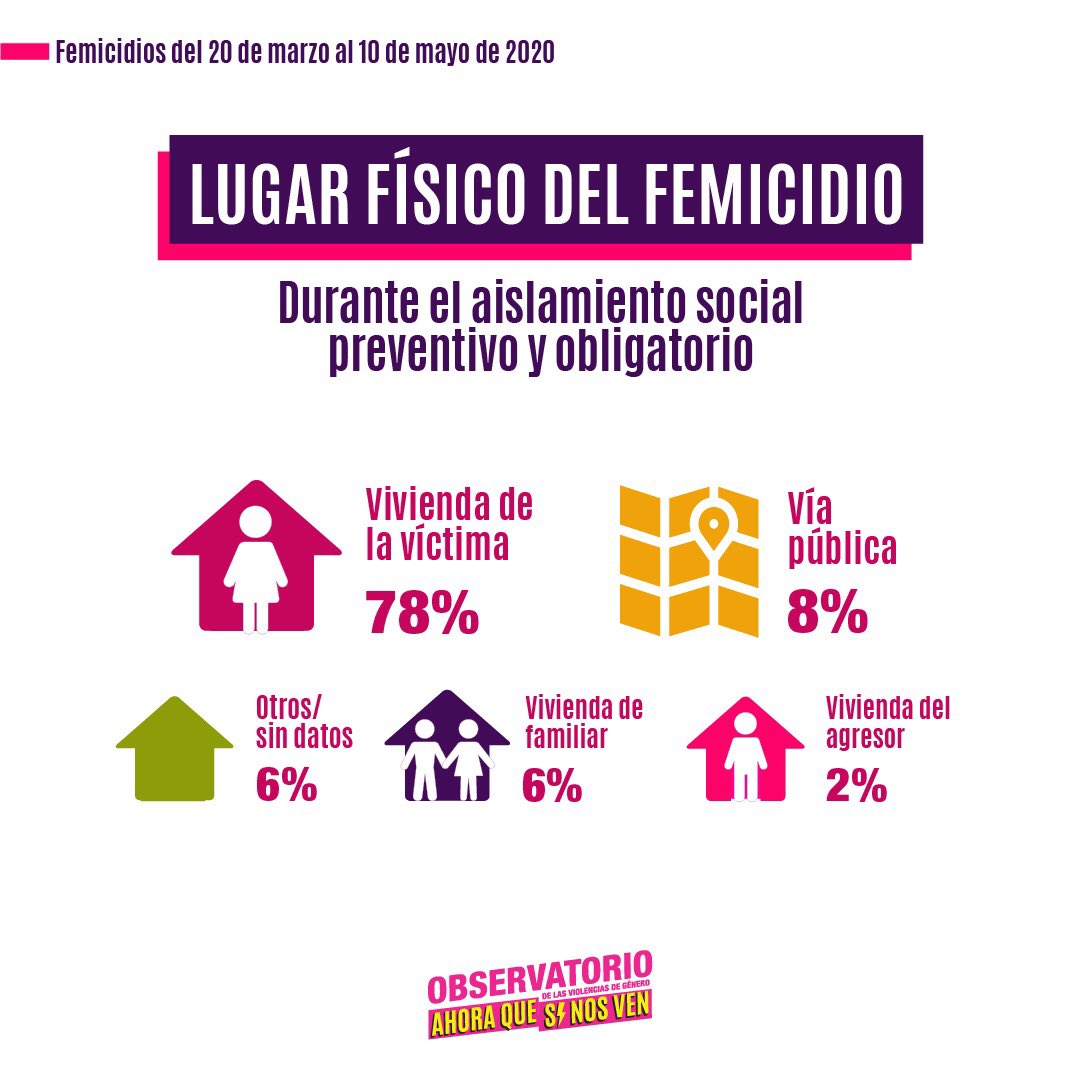 Femicidios del 20 de marzo al 10 de mayo de 2020
LUGAR FÍSICO DEL FEMICIDIO
Durante el aislamiento social
preventivo y obligatorio
Vivienda de
la víctima
78%
Vía
pública
8%
Otros/
sin datos
6%
Vivienda de
familiar
6%
Vivienda del
agresor
2%
OBSERVATORIO
DE LAS VIOLENCIAS DE GÉNERO
AHORA QUE SÍ NOS VEN